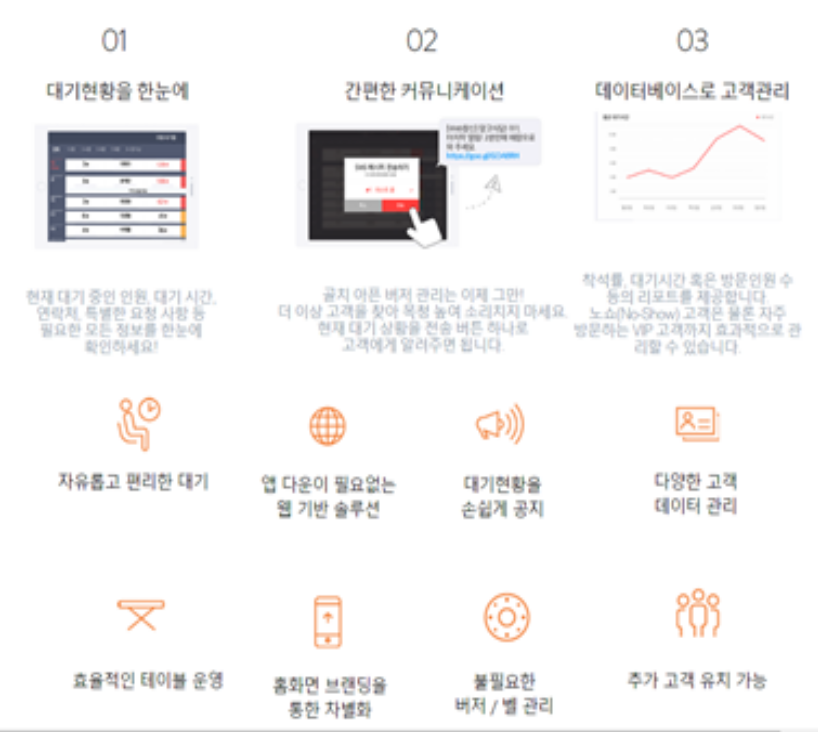 01
대기현황을 한눈에
현재 대기 중인 인원, 대기 시간,
연락처, 특별한 요청 사항 등
필요한 모든 정보를 한눈에
확인하세요!
02
간편한 커뮤니케이션
골치 아픈 버저 관리는 이제 그만!
더 이상 고객을 찾아 목청 높여 소리치지 마세요.
현재 대기 상황을 전송 버튼 하나로
고객에게 알려주면 됩니다.
03
데이터베이스로 고객관리
착석률, 대기시간 혹은 방문인원 수
등의 리포트를 제공합니다
노쇼(No-Show) 고객은 물론 자주
방문하는 VIP 고객까지 효과적으로 관
리할 수 있습니다.
자유롭고 편리한 대기
앱 다운이 필요없는
웹 기반 솔루션
대기현황을
손쉽게 공지
다양한 고객
데이터 관리
효율적인 테이블 운영
홈화면 브랜딩을
통한 차별화
불필요한
버저 / 벨 관리
추가 고객 유치 가능